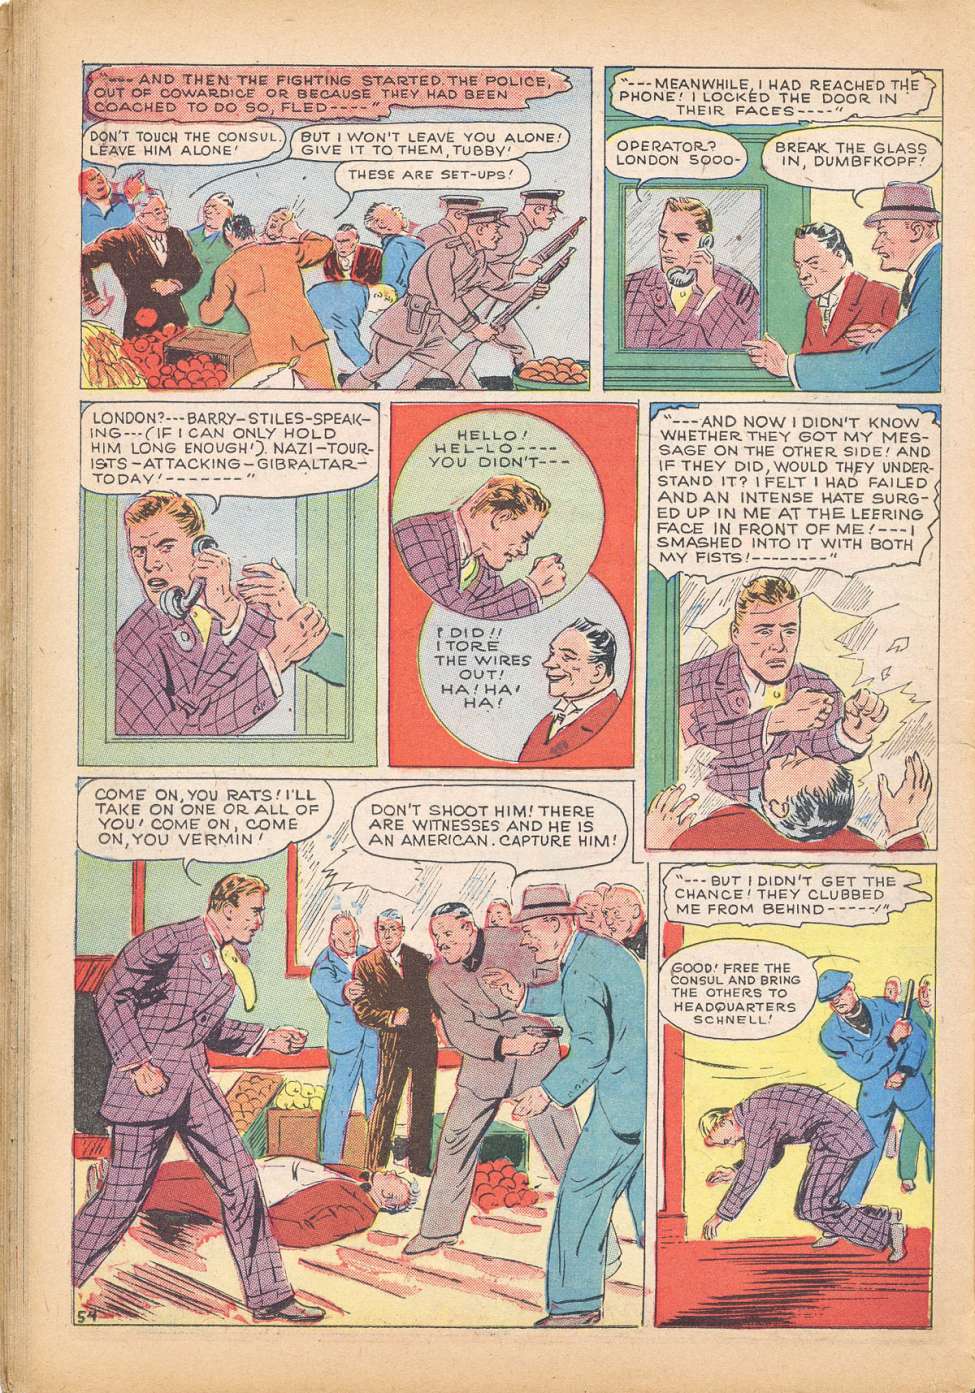 "--- AND THEN THE FIGHTING STARTED. THE POLICE,
OUT OF COWARDICE OR BECAUSE THEY HAD BEEN
COACHED TO DO SO, FLED----"
DON'T TOUCH THE CONSUL.
LEAVE HIM ALONE!
BUT I WON'T LEAVE YOU ALONE!
GIVE IT TO THEM, TUBBY!
THESE ARE SET-UPS!
"--- MEANWHILE, I HAD REACHED THE
PHONE! I LOCKED THE DOOR IN
THEIR FACES----"
OPERATOR?
LONDON 5000-
BREAK THE GLASS
IN, DUMBFKOPF!
LONDON?---BARRY-STILES-SPEAK-
ING---(IF I CAN ONLY HOLD
HIM LONG ENOUGH!). NAZI-TOUR-
ISTS-ATTACKING-GIBRALTAR-
TODAY!-------"
HELLO!
HEL-LO-----
YOU DIDN'T---
I DID!!
I TORE
THE WIRES
OUT!
HA! HA!
HA!
"---AND NOW I DIDN'T KNOW
WHETHER THEY GOT MY MES-
SAGE ON THE OTHER SIDE! AND
IF THEY DID, WOULD THEY UNDER-
STAND IT? I FELT I HAD FAILED
AND AN INTENSE HATE SURG-
ED UP IN ME AT THE LEERING
FACE IN FRONT OF ME!---I
SMASHED INTO IT WITH BOTH
MY FISTS!--------"
COME ON, YOU RATS! I'LL
TAKE ON ONE OR ALL OF
YOU! COME ON, COME
ON, YOU VERMIN!
DON'T SHOOT HIM! THERE
ARE WITNESSES AND HE IS
AN AMERICAN. CAPTURE HIM!
"---BUT I DIDN'T GET THE
CHANCE! THEY CLUBBED
ME FROM BEHIND-----!"
GOOD! FREE THE
CONSUL AND BRING
THE OTHERS TO
HEADQUARTERS
SCHNELL!
54